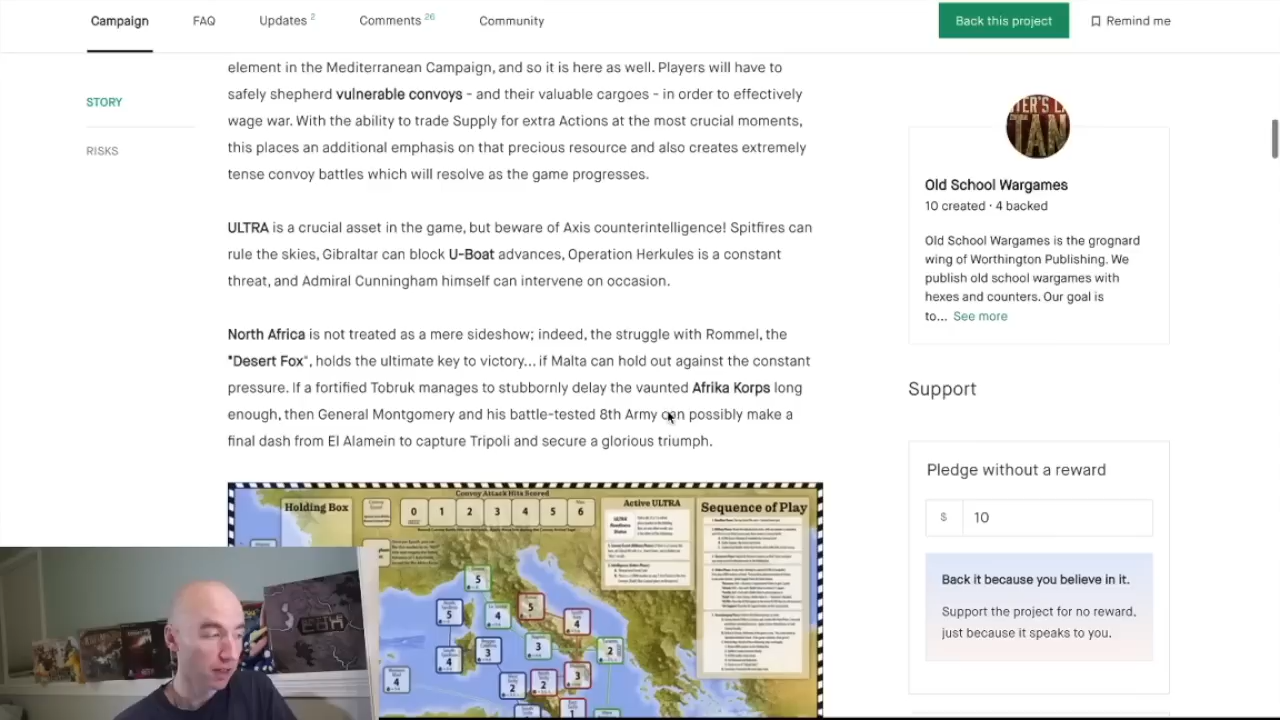 Campaign
FAQ
Updates 2
Comments 26
Community
Back this project
Remind me
STORY
RISKS
element in the Mediterranean Campaign, and so it is here as well. Players will have to
safely shepherd vulnerable convoys - and their valuable cargoes - in order to effectively
wage war. With the ability to trade Supply for extra Actions at the most crucial moments,
this places an additional emphasis on that precious resource and also creates extremely
tense convoy battles which will resolve as the game progresses.
ULTRA is a crucial asset in the game, but beware of Axis counterintelligence! Spitfires can
rule the skies, Gibraltar can block U-Boat advances, Operation Herkules is a constant
threat, and Admiral Cunningham himself can intervene on occasion.
North Africa is not treated as a mere sideshow; indeed, the struggle with Rommel, the
"Desert Fox", holds the ultimate key to victory... if Malta can hold out against the constant
pressure. If a fortified Tobruk manages to stubbornly delay the vaunted Afrika Korps long
enough, then General Montgomery and his battle-tested 8th Army can possibly make a
final dash from El Alamein to capture Tripoli and secure a glorious triumph.
Holding Box
Convoy Attack Hits Scored
0 1 2 3 4 5 6
Active ULTRA
Sequence of Play
4
3
2
4
2
2
3
1
Old School Wargames
10 created · 4 backed
Old School Wargames is the grognard
wing of Worthington Publishing. We
publish old school wargames with
hexes and counters. Our goal is
to... See more
Support
Pledge without a reward
$ 10
Back it because you believe in it.
Support the project for no reward,
just because
speaks to